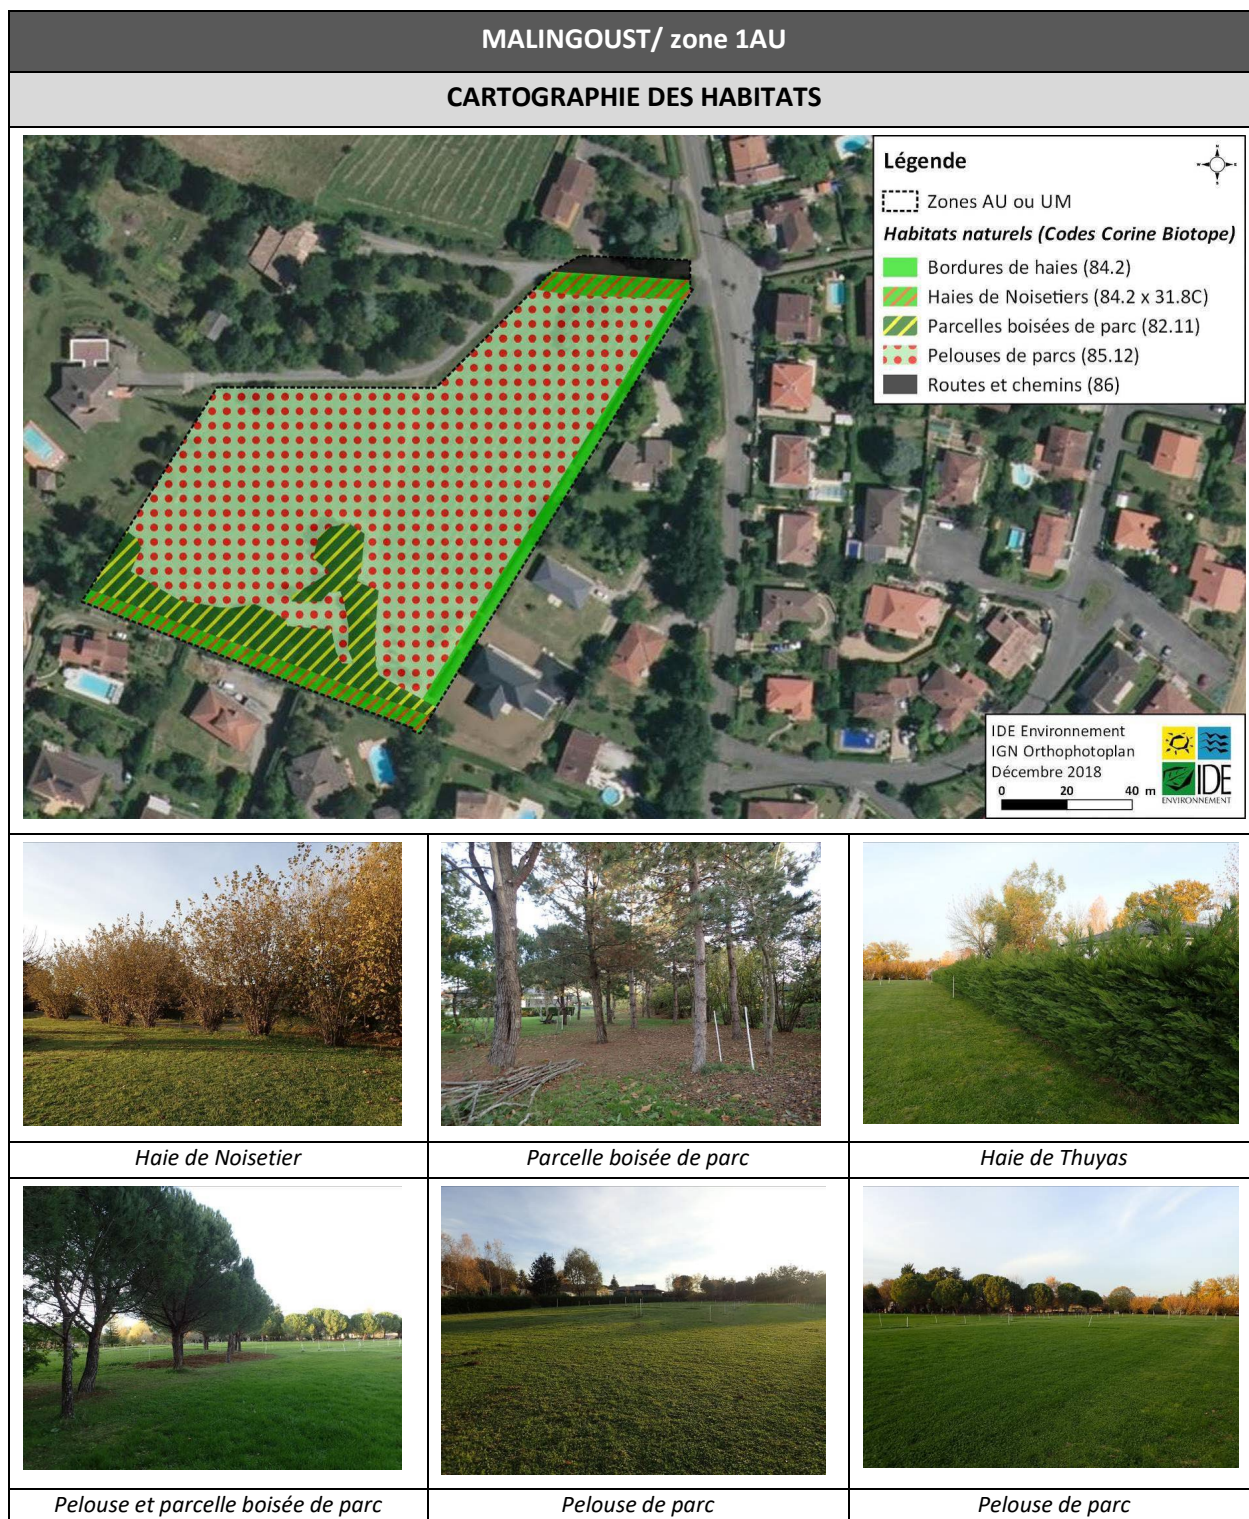 MALINGOUST/ zone 1AU
CARTOGRAPHIE DES HABITATS
Légende
Zones AU ou UM
Habitats naturels (Codes Corine Biotope)
Bordures de haies (84.2)
Haies de Noisetiers (84.2 x 31.8C)
Parcelles boisées de parc (82.11)
Pelouses de parcs (85.12)
Routes et chemins (86)
IDE Environnement
IGN Orthophotoplan
Décembre 2018
0 20 40 m
IDE
ENVIRONNEMENT
Haie de Noisetier
Parcelle boisée de parc
Haie de Thuyas
Pelouse et parcelle boisée de parc
Pelouse de parc
Pelouse de parc